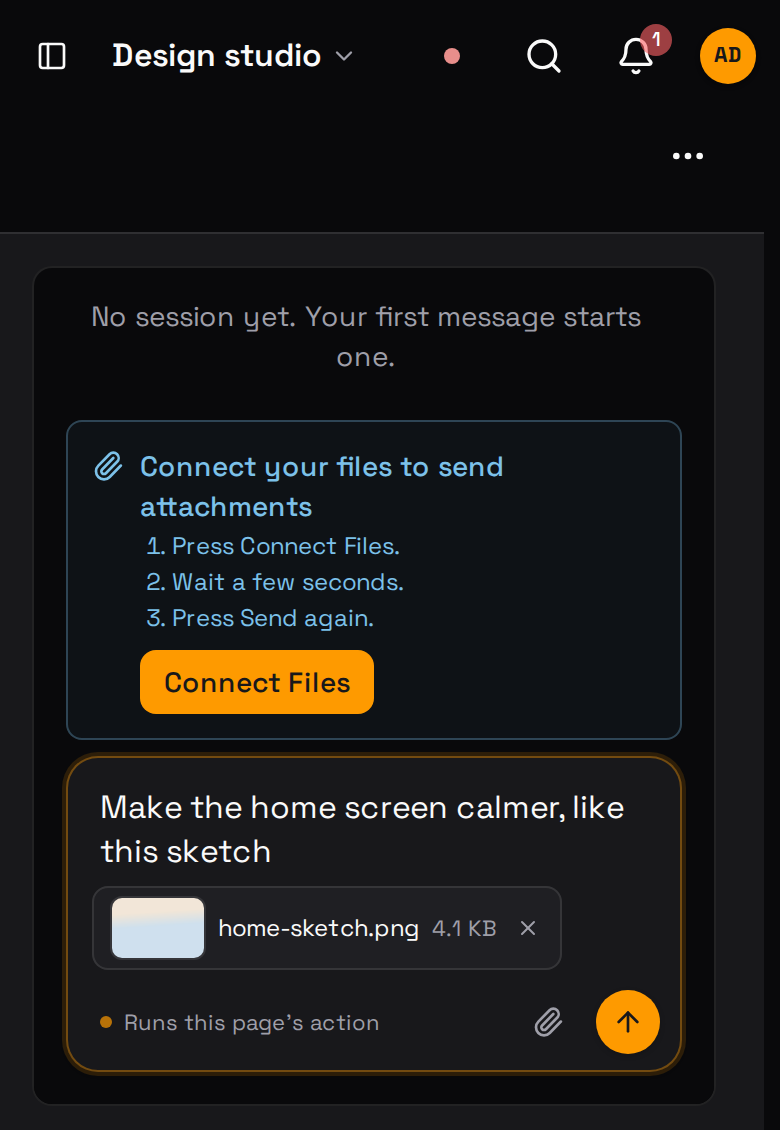 Design studio
1
AD
No session yet. Your first message starts
one.
Connect your files to send
attachments
1. Press Connect Files.
2. Wait a few seconds.
3. Press Send again.
Connect Files
Make the home screen calmer, like
this sketch
home-sketch.png 4.1 KB
Runs this page's action